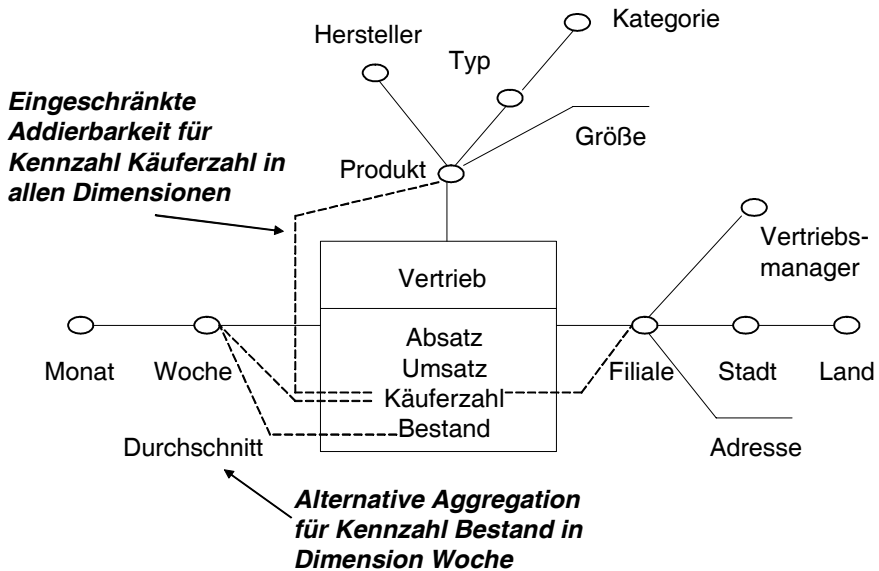 Kategorie
Hersteller
Typ
Eingeschränkte
Addierbarkeit für
Kennzahl Käuferzahl in
allen Dimensionen
Größe
Produkt
Vertriebs-
manager
Vertrieb
Absatz
Umsatz
Käuferzahl
Bestand
Monat
Woche
Filiale
Stadt
Land
Durchschnitt
Adresse
Alternative Aggregation
für Kennzahl Bestand in
Dimension Woche